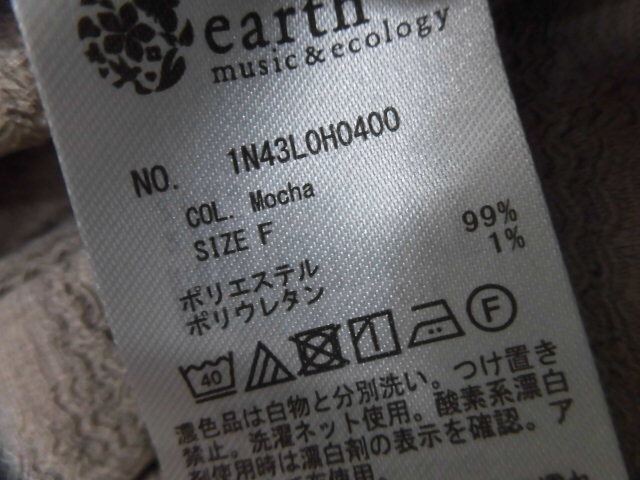 earth
music&ecology
NO. 1N43L0H0400
COL. Mocha
SIZE F
ポリエステル 99%
ポリウレタン 1%
40
F
濃色品は白物と分別洗い。つけ置き
止し。洗濯ネット使用。酸素系漂白
剤使用時は漂白剤の表示を確認。ア